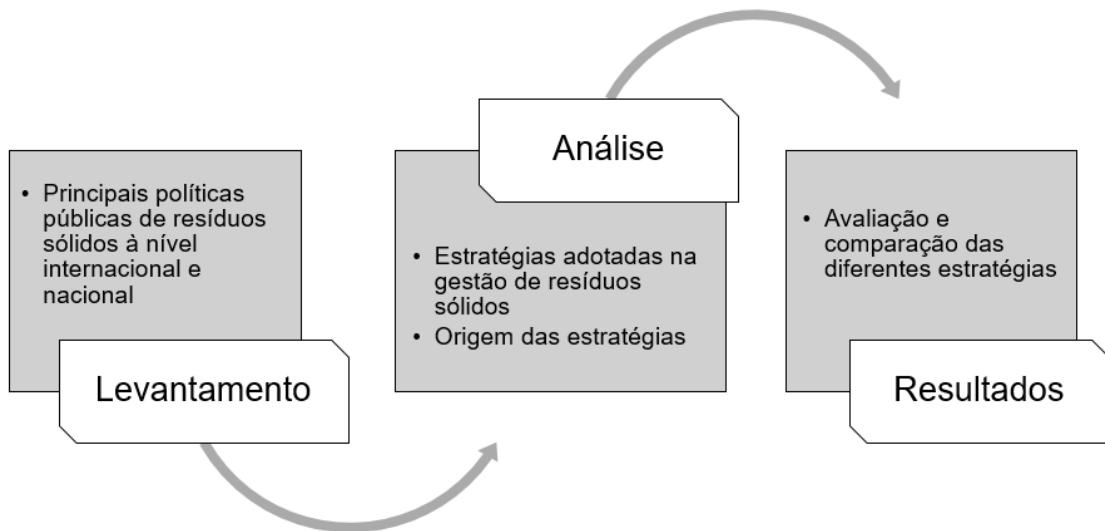 • Principais políticas
públicas de resíduos
sólidos à nível
internacional e
nacional
Levantamento
Análise
• Estratégias adotadas na
gestão de resíduos
sólidos
• Origem das estratégias
• Avaliação e
comparação das
diferentes estratégias
Resultados